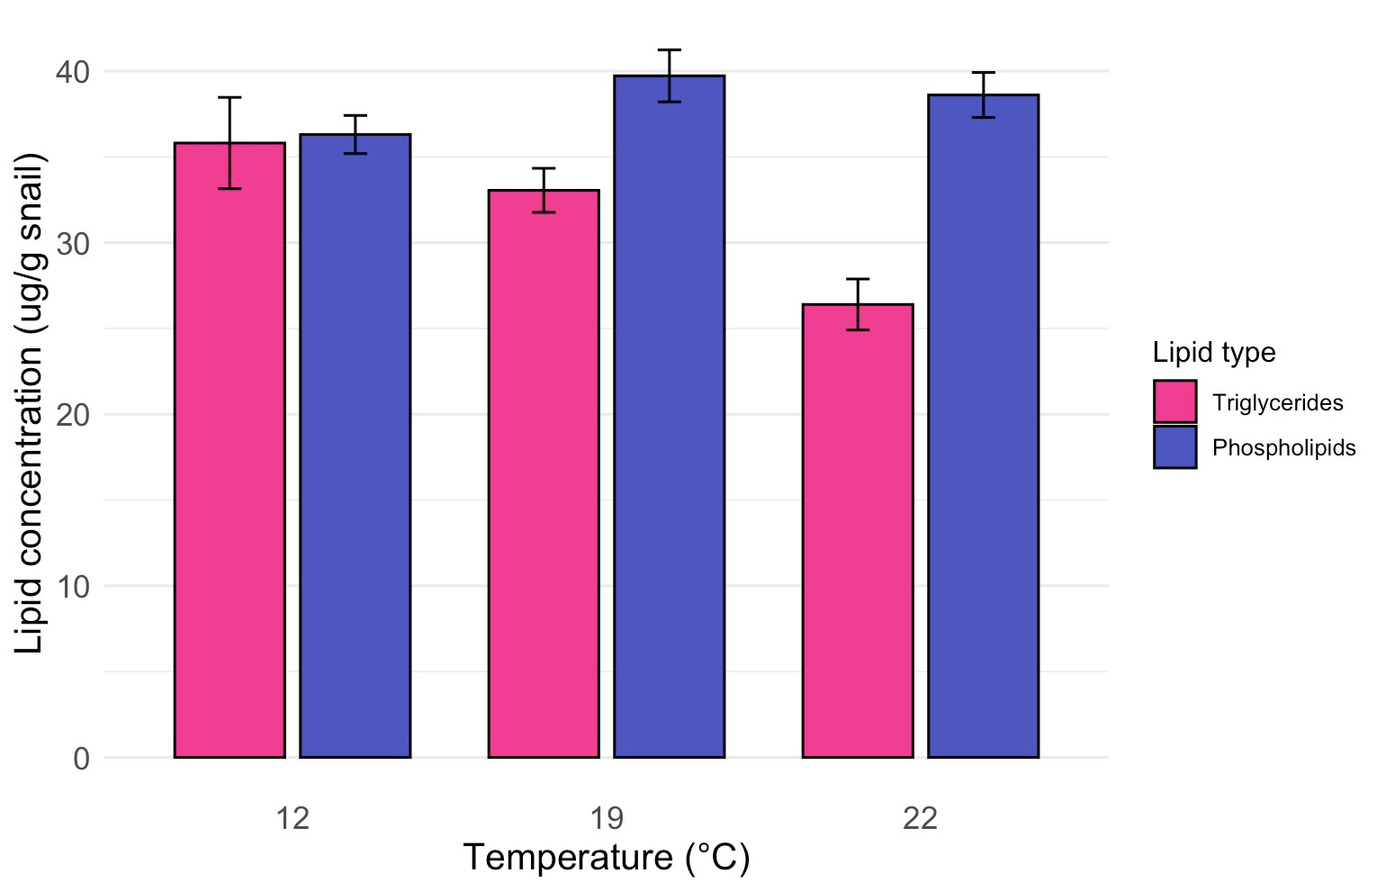 Lipid concentration (ug/g snail)
40
30
20
10
0
12 19 22
Temperature (°C)
Lipid type
Triglycerides
Phospholipids